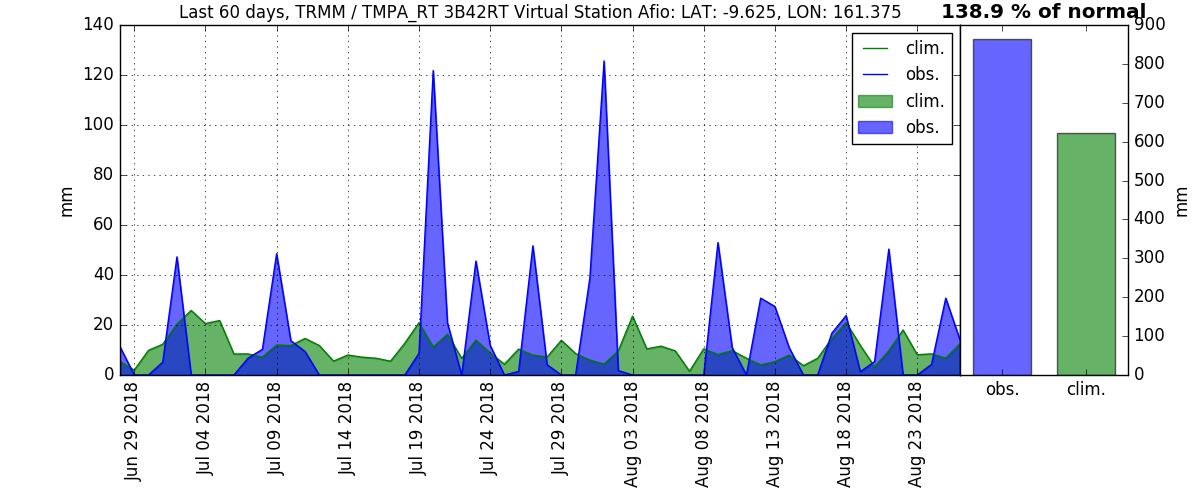 Last 60 days, TRMM / TMPA_RT 3B42RT Virtual Station Afio: LAT: -9.625, LON: 161.375
138.9 % of normal
140
120
100
80
60
40
20
0
mm
clim.
obs.
clim.
obs.
900
800
700
600
500
400
300
200
100
0
mm
obs.
clim.
Jun 29 2018
Jul 04 2018
Jul 09 2018
Jul 14 2018
Jul 19 2018
Jul 24 2018
Jul 29 2018
Aug 03 2018
Aug 08 2018
Aug 13 2018
Aug 18 2018
Aug 23 2018